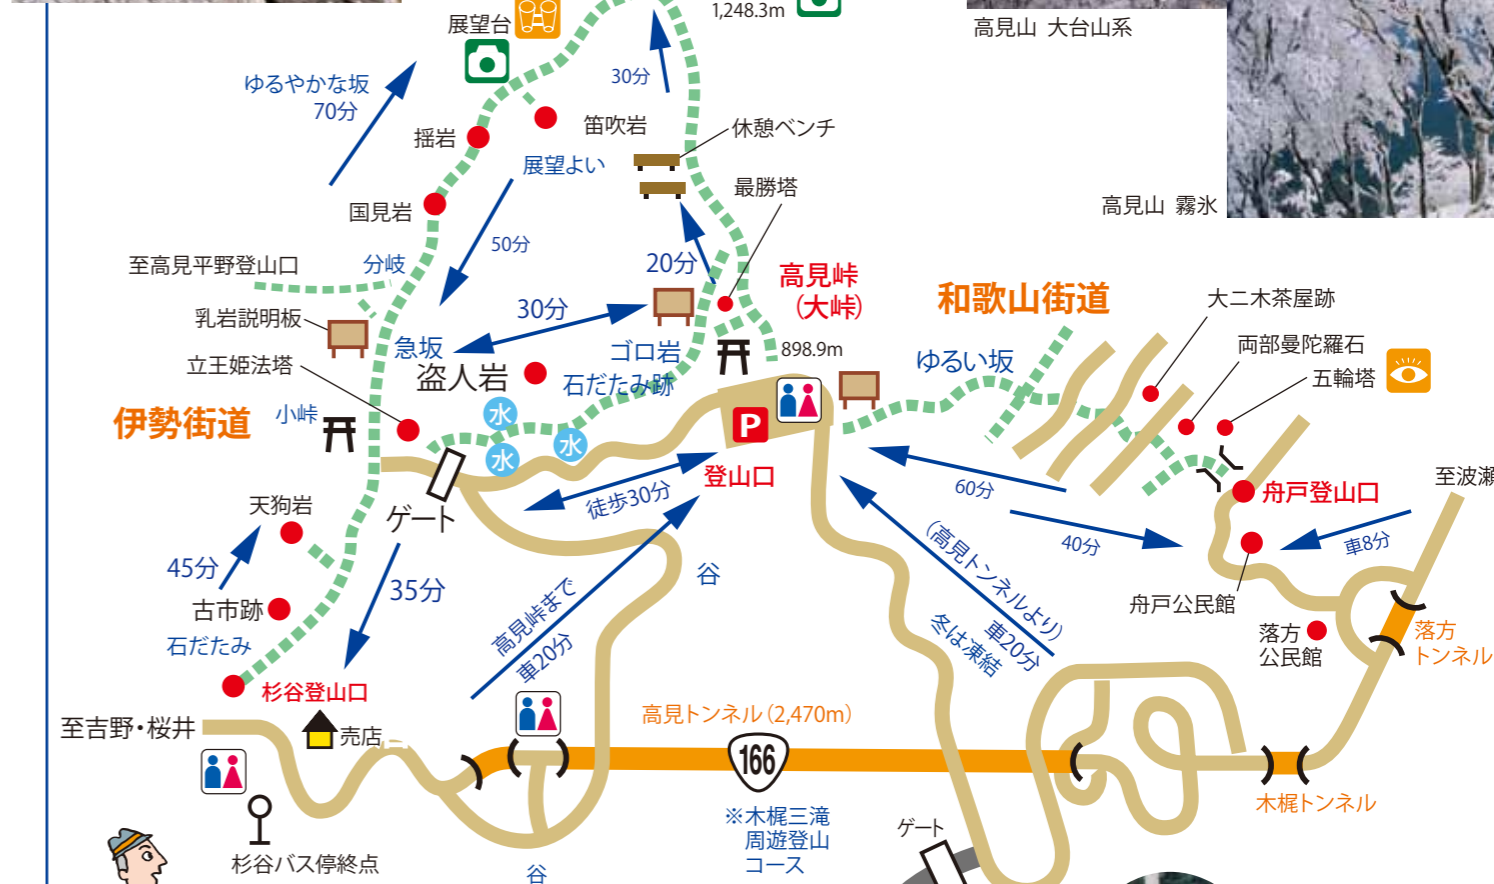 展望台
1,248.3m
高見山 大台山系
ゆるやかな坂
70分
30分
揺岩
笛吹岩
休憩ベンチ
展望よい
最勝塔
国見岩
高見山 霧氷
50分
至高見平野登山口
分岐
20分
高見峠
(大峠)
和歌山街道
乳岩説明板
30分
大二木茶屋跡
急坂
ゴロ岩
898.9m
ゆるい坂
両部曼陀羅石
立王姫法塔
盗人岩
石だたみ跡
五輪塔
伊勢街道
小峠
水
水
水
P
登山口
60分
舟戸登山口
至波瀬
徒歩30分
天狗岩
ゲート
40分
車8分
45分
35分
谷
古市跡
石だたみ
高見峠まで
車20分
(高見トンネルより)
車20分
冬は凍結
舟戸公民館
落方
公民館
落方
トンネル
杉谷登山口
至吉野・桜井
売店
高見トンネル(2,470m)
166
木梶トンネル
※木梶三滝
周遊登山
コース
ゲート
杉谷バス停終点
谷